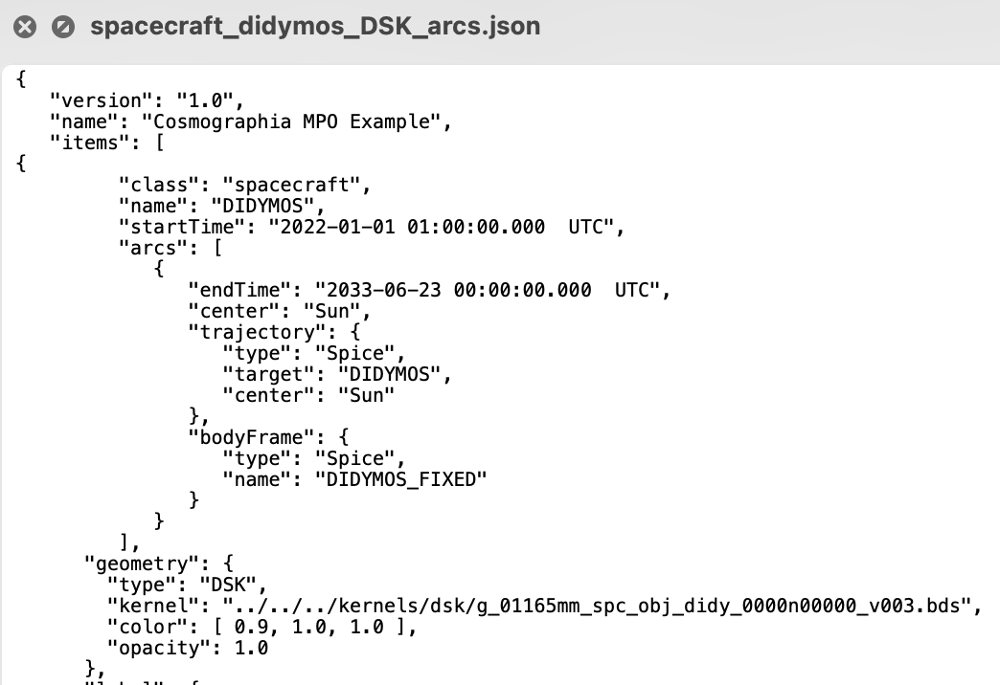 spacecraft_didymos_DSK_arcs.json
{
"version": "1.0",
"name": "Cosmographia MPO Example",
"items": [
{
"class": "spacecraft",
"name": "DIDYMOS",
"startTime": "2022-01-01 01:00:00.000  UTC",
"arcs": [
{
"endTime": "2033-06-23 00:00:00.000  UTC",
"center": "Sun",
"trajectory": {
"type": "Spice",
"target": "DIDYMOS",
"center": "Sun"
},
"bodyFrame": {
"type": "Spice",
"name": "DIDYMOS_FIXED"
}
}
],
"geometry": {
"type": "DSK",
"kernel": "../../../kernels/dsk/g_01165mm_spc_obj_didy_0000n00000_v003.bds",
"color": [ 0.9, 1.0, 1.0 ],
"opacity": 1.0
},